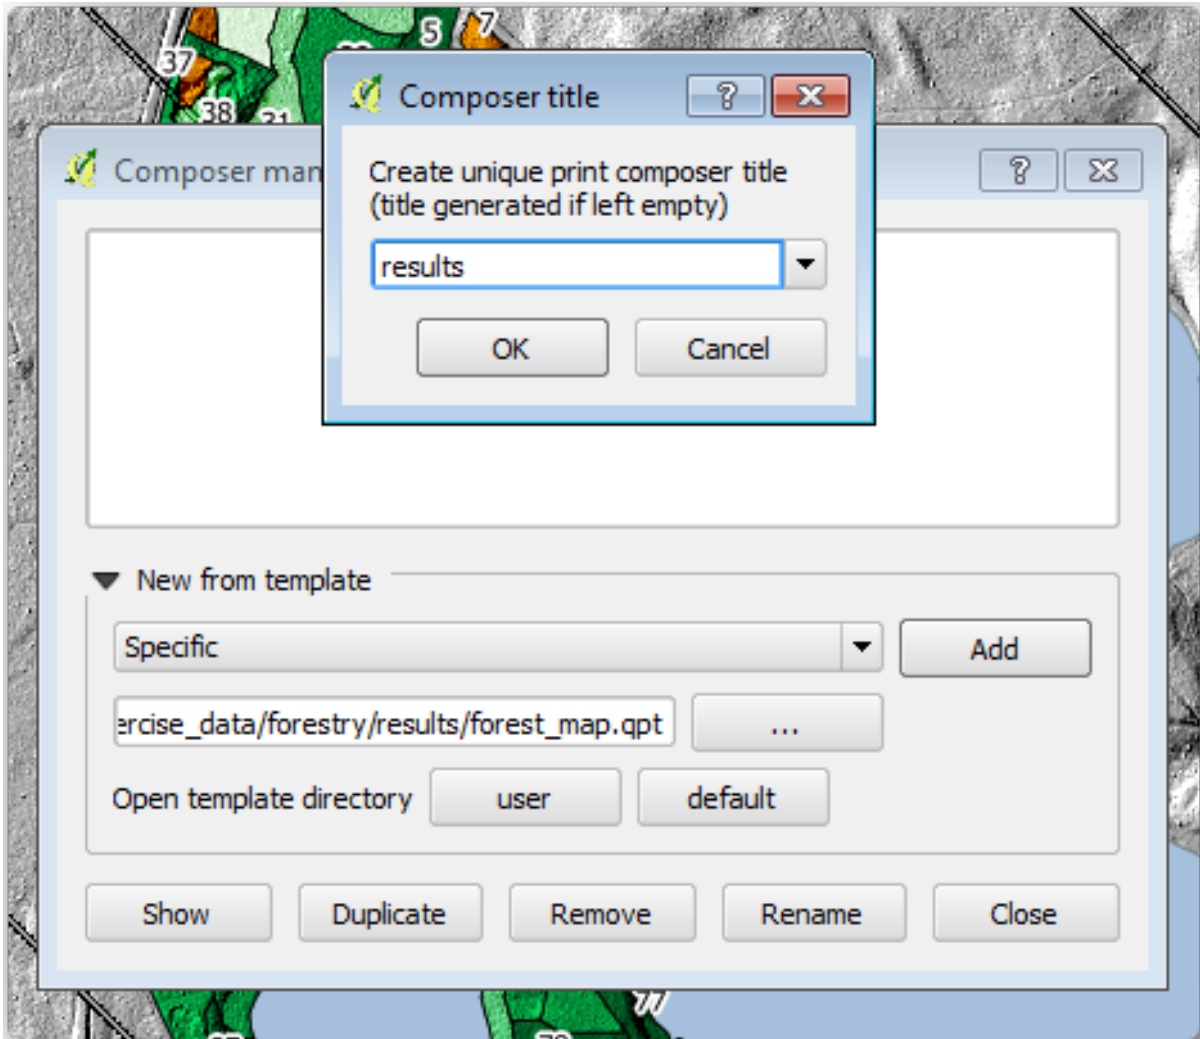 5
7
37
38
Composer title
Composer man
Create unique print composer title
(title generated if left empty)
results
OK
Cancel
New from template
Specific
Add
ercise_data/forestry/results/forest_map.qpt
...
Open template directory
user
default
Show
Duplicate
Remove
Rename
Close
77